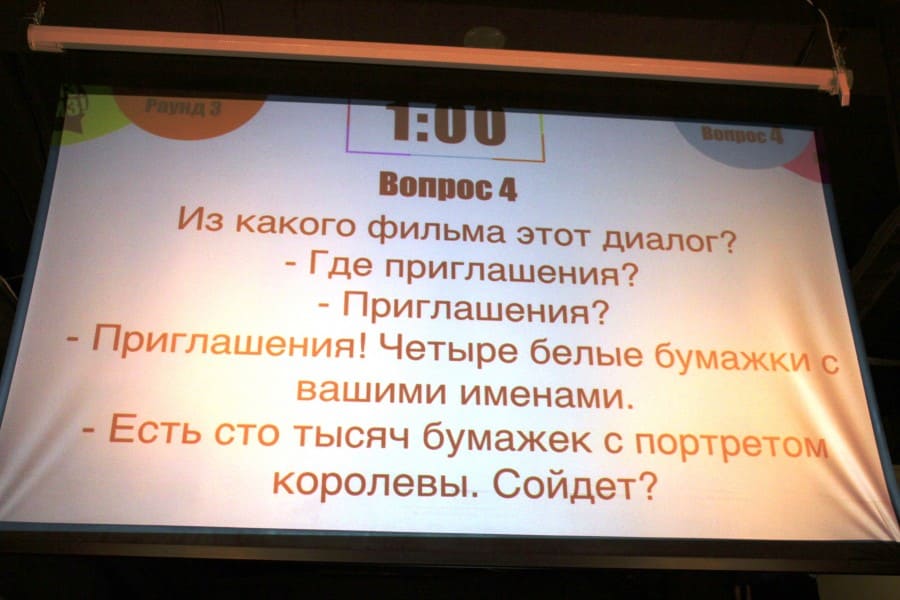 Раунд 3
1:00
Вопрос 4
Вопрос 4
Из какого фильма этот диалог?
- Где приглашения?
- Приглашения?
- Приглашения! Четыре белые бумажки с
вашими именами.
- Есть сто тысяч бумажек с портретом
королевы. Сойдет?